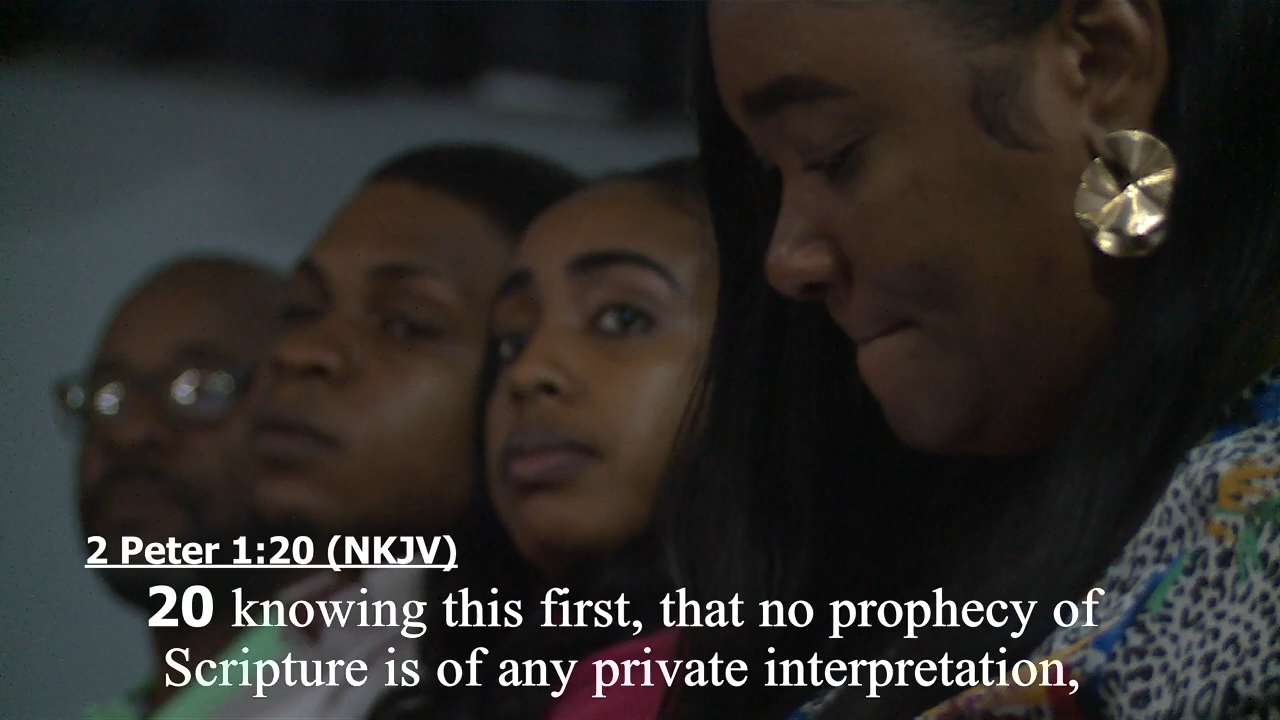 2 Peter 1:20 (NKJV)
20 knowing this first, that no prophecy of
Scripture is of any private interpretation,